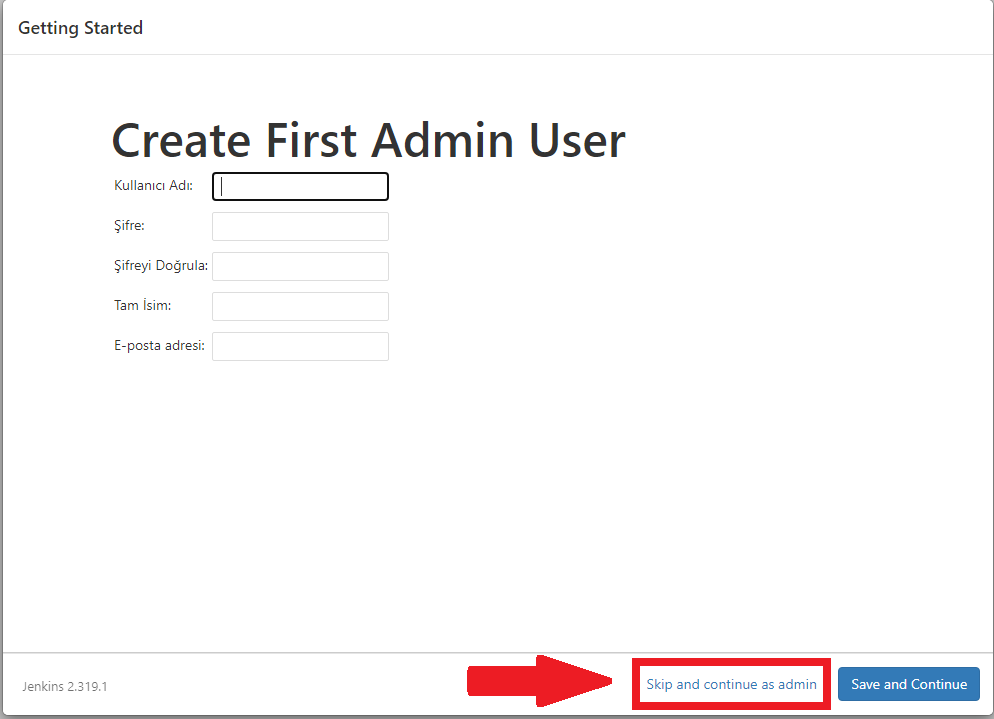 Getting Started
Create First Admin User
Kullanıcı Adı:
Şifre:
Şifreyi Doğrula:
Tam İsim:
E-posta adresi:
Jenkins 2.319.1
Skip and continue as admin
Save and Continue